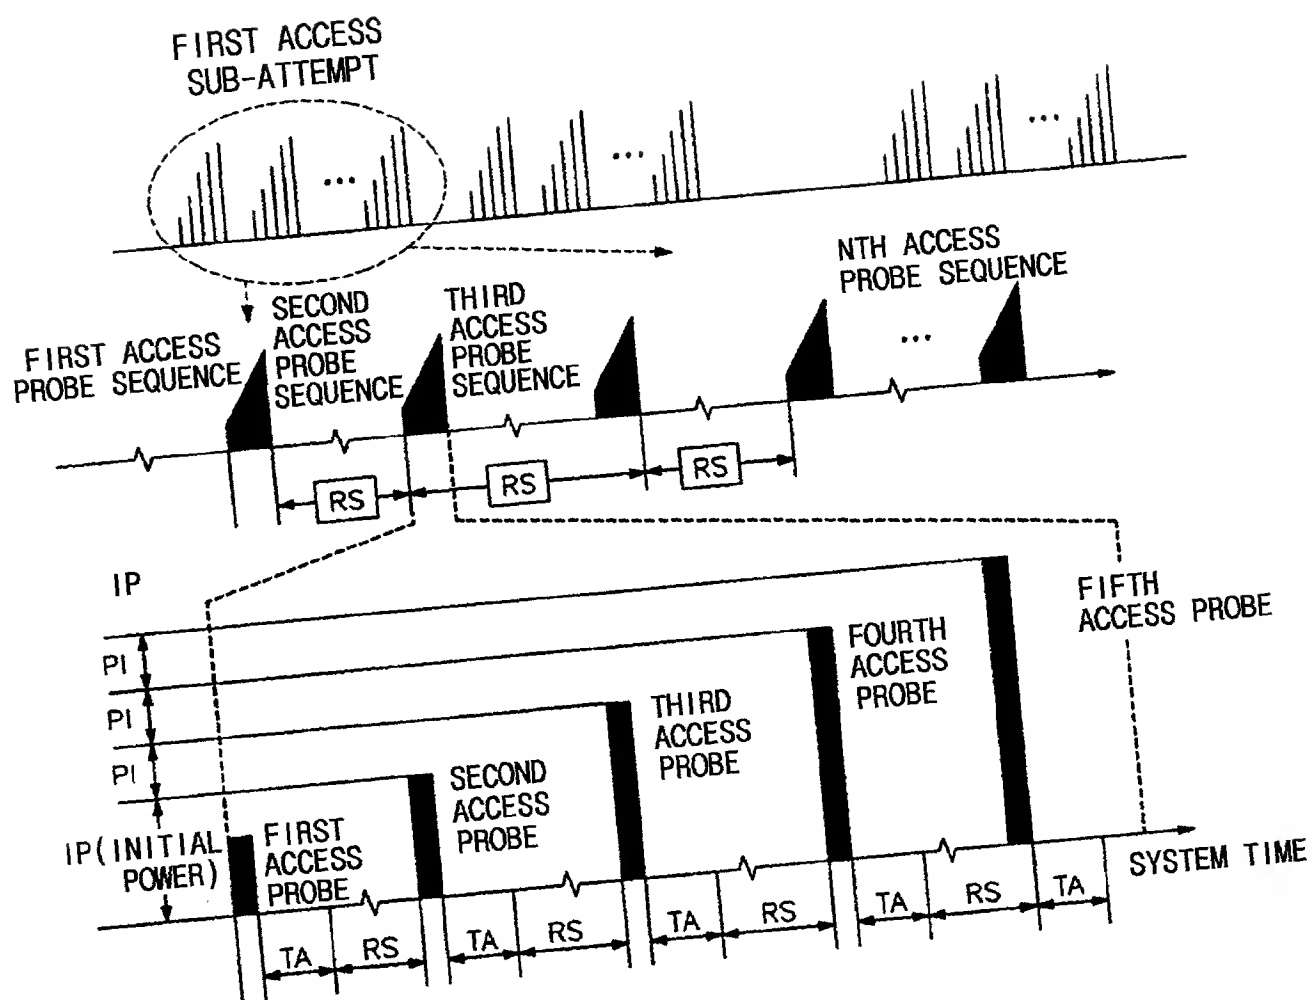 FIRST ACCESS
SUB-ATTEMPT
...
...
...
NTH ACCESS
PROBE SEQUENCE
FIRST ACCESS
PROBE SEQUENCE
SECOND
ACCESS
PROBE
SEQUENCE
THIRD
ACCESS
PROBE
SEQUENCE
...
RS
RS
RS
IP
PI
PI
PI
IP(INITIAL
POWER)
FIRST
ACCESS
PROBE
SECOND
ACCESS
PROBE
THIRD
ACCESS
PROBE
FOURTH
ACCESS
PROBE
FIFTH
ACCESS PROBE
SYSTEM TIME
TA
RS
TA
RS
TA
RS
TA
RS
TA